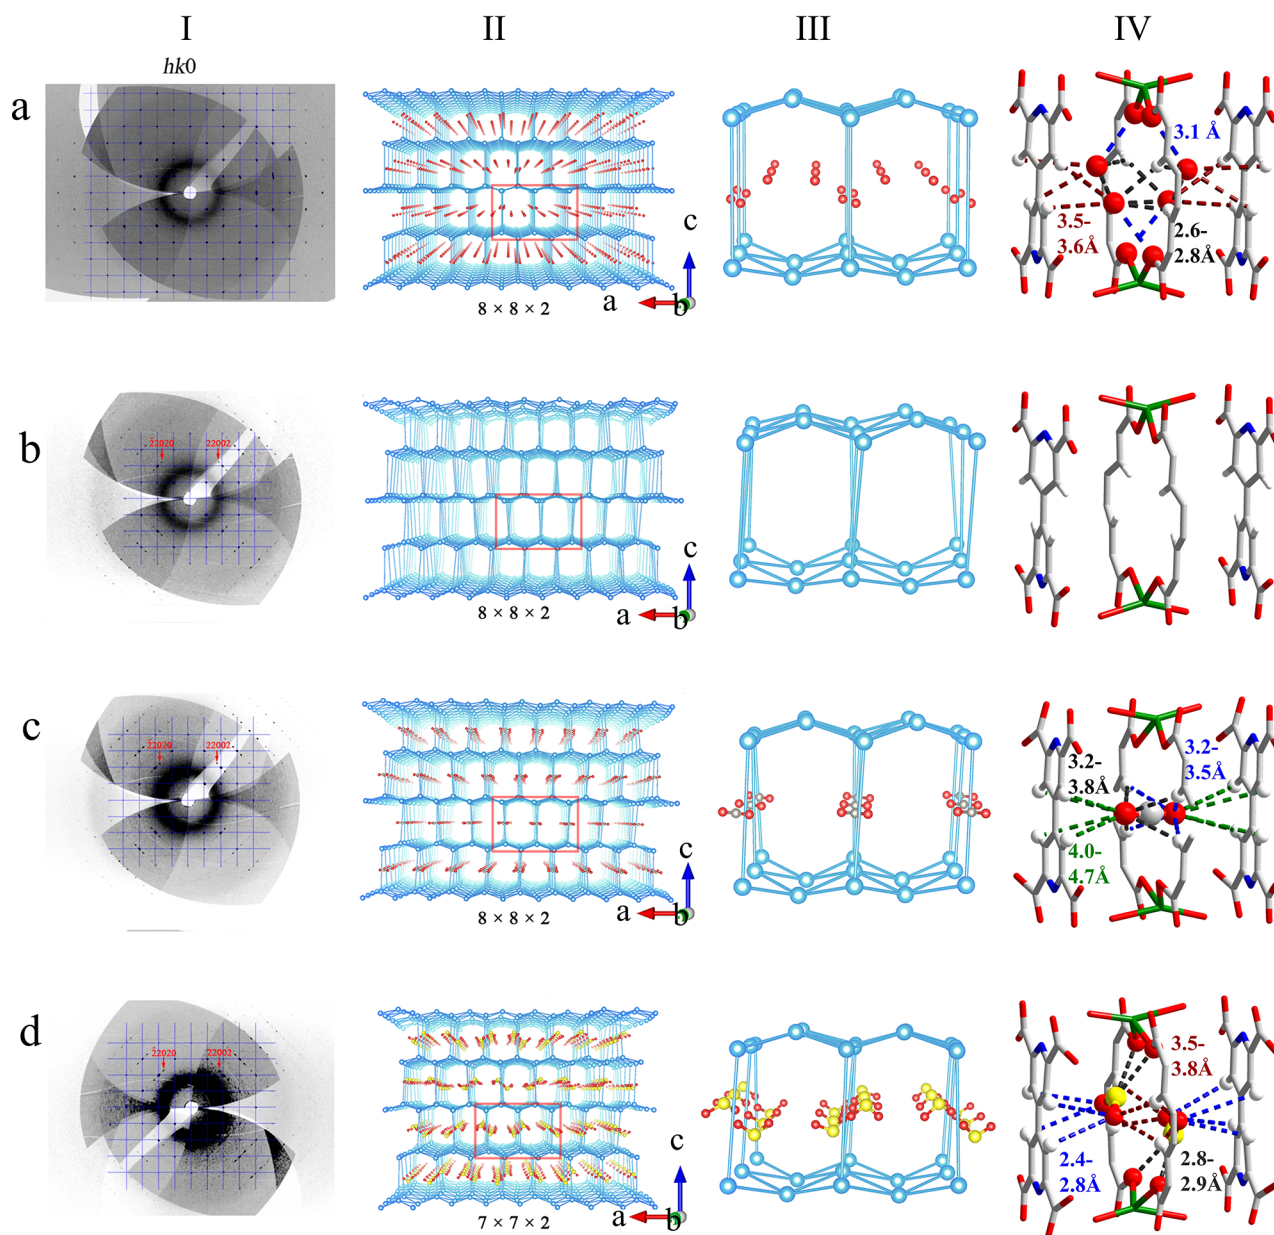 I II III IV
hk0
a
3.1 Å
3.5-
3.6Å
2.6-
2.8Å
c
a b
8 × 8 × 2
b
22020 22002
c
a b
8 × 8 × 2
c
22020 22002
3.2-
3.8Å
3.2-
3.5Å
4.0-
4.7Å
c
a b
8 × 8 × 2
d
22020 22002
3.5-
3.8Å
2.4-
2.8Å
2.8-
2.9Å
c
a b
7 × 7 × 2